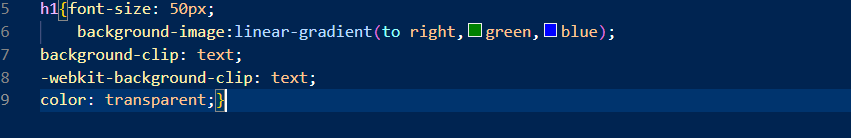 5 h1{font-size: 50px;
6 background-image:linear-gradient(to right,green,blue);
7 background-clip: text;
8 -webkit-background-clip: text;
9 color: transparent;}